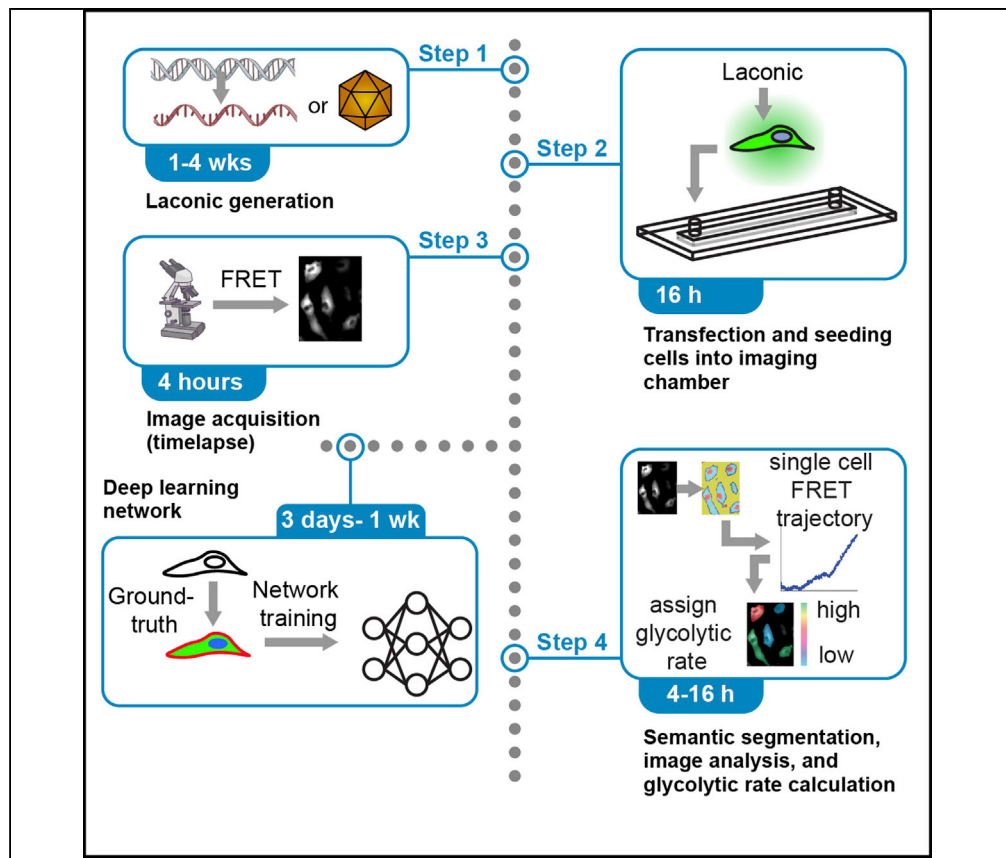 Step 1
or
1-4 wks
Laconic generation
Step 2
Laconic
16 h
Transfection and seeding
cells into imaging
chamber
Step 3
FRET
4 hours
Image acquisition
(timelapse)
Deep learning
network
3 days- 1 wk
Ground-
truth
Network
training
Step 4
single cell
FRET
trajectory
assign
glycolytic
rate
high
low
4-16 h
Semantic segmentation,
image analysis, and
glycolytic rate calculation